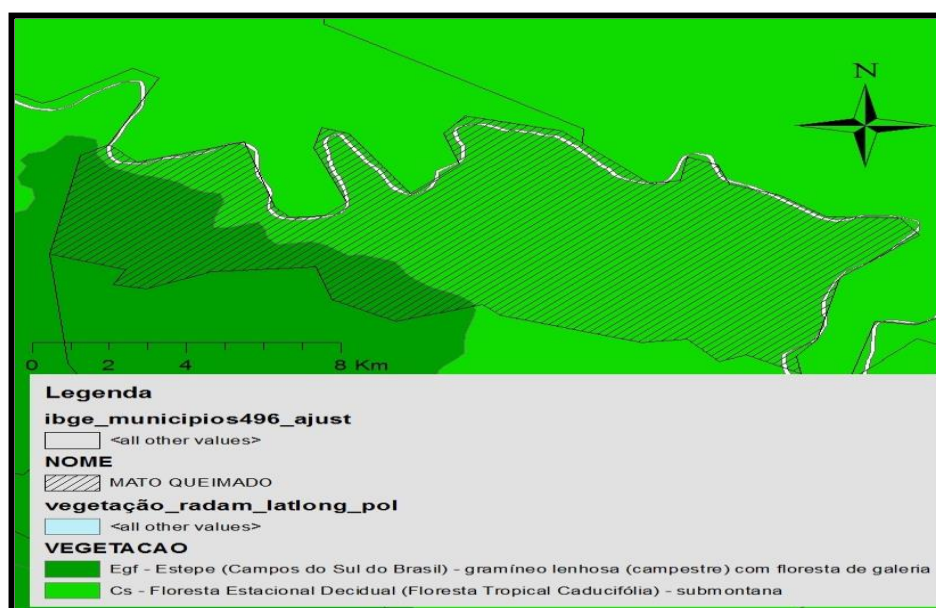 N
0 2 4 8 Km
Legenda
ibge_municipios496_ajust
<all other values>
NOME
MATO QUEIMADO
vegetação_radam_latlong_pol
<all other values>
VEGETACAO
Egf - Estepe (Campos do Sul do Brasil) - gramíneo lenhosa (campestre) com floresta de galeria
Cs - Floresta Estacional Decidual (Floresta Tropical Caducifólia) - submontana